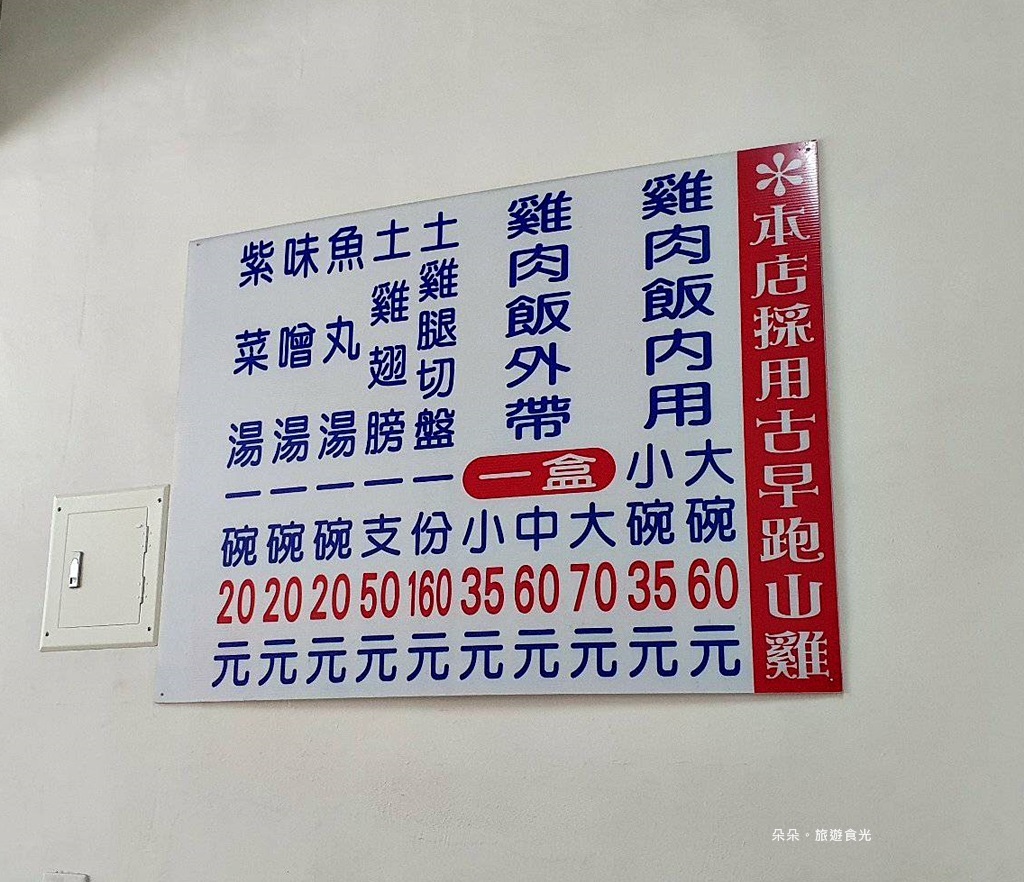 ＊本店採用古早跑山雞
雞肉飯內用
大碗60元
小碗35元
雞肉飯外帶
一盒
大70元
中60元
小35元
土雞腿切盤一份160元
土雞翅膀一支50元
魚丸湯一碗20元
味噌湯一碗20元
紫菜湯一碗20元
朵朵。旅遊食光